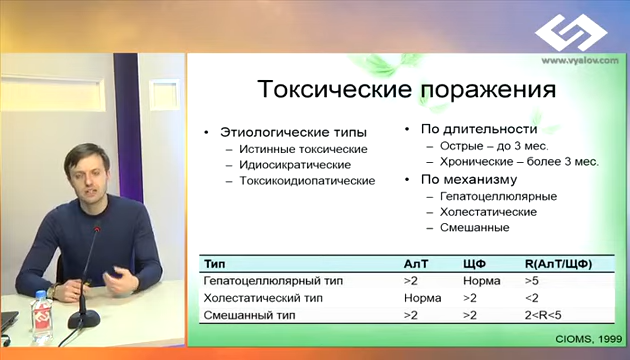 www.vyalov.com
Токсические поражения
• Этиологические типы
– Истинные токсические
– Идиосикратические
– Токсикоидиопатические
• По длительности
– Острые – до 3 мес.
– Хронические – более 3 мес.
• По механизму
– Гепатоцеллюлярные
– Холестатические
– Смешанные
Тип АлТ ЩФ R(АлТ/ЩФ)
Гепатоцеллюлярный тип >2 Норма >5
Холестатический тип Норма >2 <2
Смешанный тип >2 >2 2<R<5
CIOMS, 1999